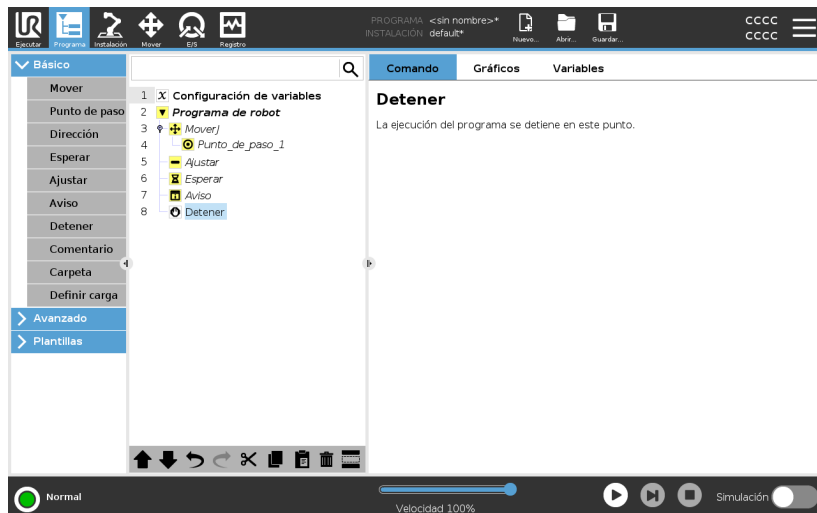 UR
Ejecutar
Programa
Instalación
Mover
E/S
Registro
PROGRAMA <sin nombre>*
INSTALACIÓN default*
Nuevo...
Abrir...
Guardar...
CCCC
CCCC
Básico
Mover
Punto de paso
Dirección
Esperar
Ajustar
Aviso
Detener
Comentario
Carpeta
Definir carga
Avanzado
Plantillas
1 X Configuración de variables
2 Programa de robot
3 MoverJ
4 Punto_de_paso_1
5 Ajustar
6 Esperar
7 Aviso
8 Detener
Comando Gráficos Variables
Detener
La ejecución del programa se detiene en este punto.
Normal
Velocidad 100%
Simulación